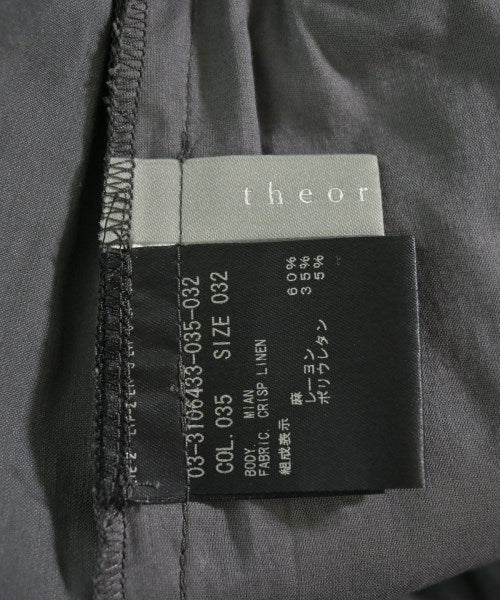 theor
03-3106433-035-032
COL. 035 SIZE 032
BODY. MIAN
FABRIC. CRISP LINEN
組成表示
麻 60%
レーヨン 35%
ポリウレタン 5%